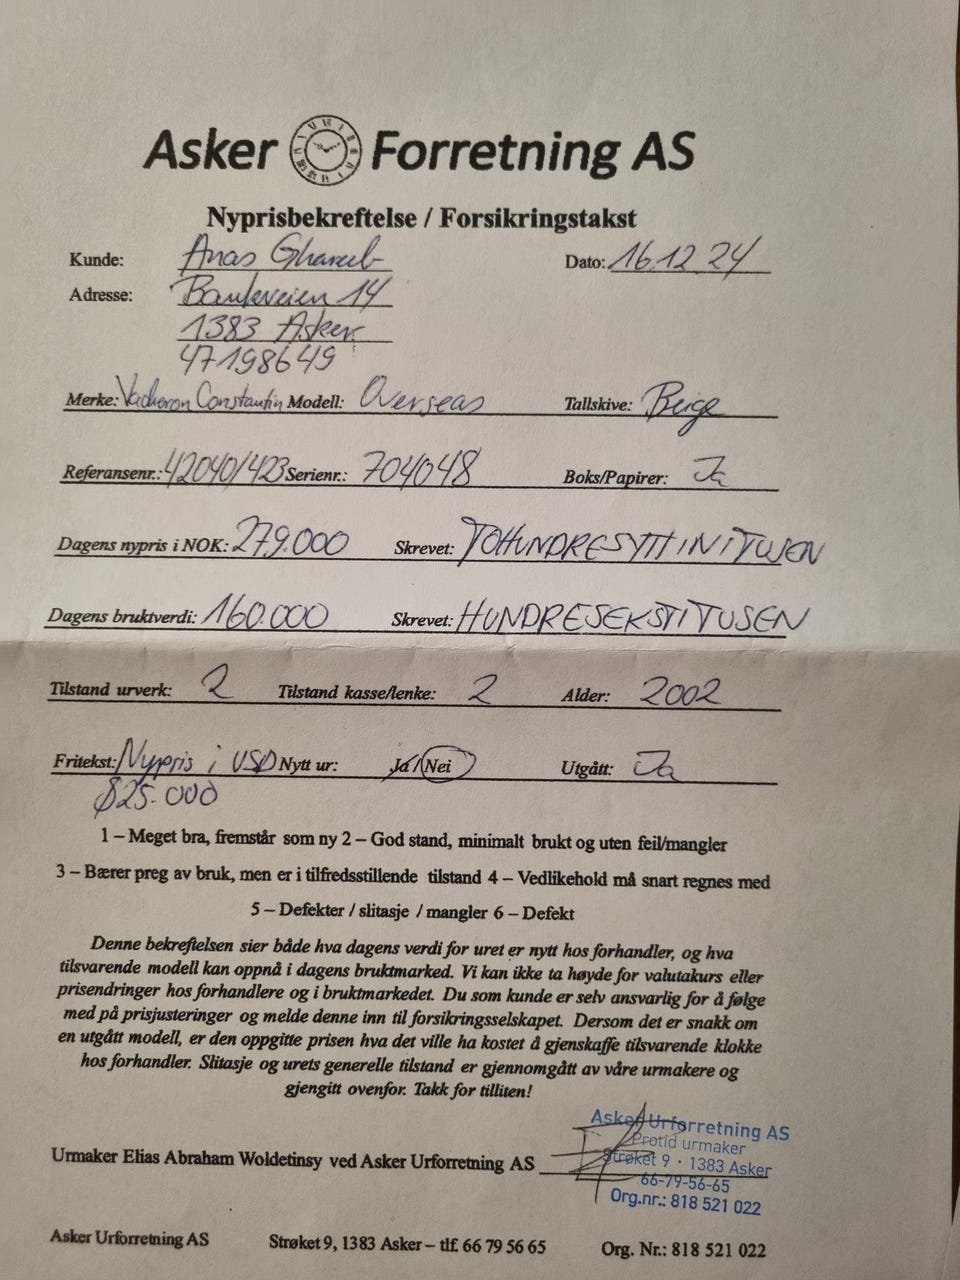 Asker Forretning AS
Nyprisbekreftelse / Forsikringstakst
Kunde: Anas Ghareeb Dato: 16.12.24
Adresse: Bankveien 14
1383 Asker
47198649
Merke: Vacheron Constantin Modell: Overseas Tallskive: Beige
Referansenr.: 42040/423 Serienr.: 704048 Boks/Papirer: Ja
Dagens nypris i NOK: 279.000 Skrevet: TOHUNDRESYTTINITUSEN
Dagens bruktverdi: 160.000 Skrevet: HUNDRESEKSTITUSEN
Tilstand urverk: 2 Tilstand kasse/lenke: 2 Alder: 2002
Fritekst: Nypris i USD Nytt ur: Ja / Nei Utgått: Ja
$25.000
1 – Meget bra, fremstår som ny 2 – God stand, minimalt brukt og uten feil/mangler
3 – Bærer preg av bruk, men er i tilfredsstillende tilstand 4 – Vedlikehold må snart regnes med
5 – Defekter / slitasje / mangler 6 – Defekt
Denne bekreftelsen sier både hva dagens verdi for uret er nytt hos forhandler, og hva
tilsvarende modell kan oppnå i dagens bruktmarked. Vi kan ikke ta høyde for valutakurs eller
prisendringer hos forhandlere og i bruktmarkedet. Du som kunde er selv ansvarlig for å følge
med på prisjusteringer og melde denne inn til forsikringsselskapet. Dersom det er snakk om
en utgått modell, er den oppgitte prisen hva det ville ha kostet å gjenskaffe tilsvarende klokke
hos forhandler. Slitasje og urets generelle tilstand er gjennomgått av våre urmakere og
gjengitt ovenfor. Takk for tilliten!
Asker Urforretning AS
Protid urmaker
Strøket 9 · 1383 Asker
66-79-56-65
Org.nr.: 818 521 022
Urmaker Elias Abraham Woldetinsy ved Asker Urforretning AS
Asker Urforretning AS Strøket 9, 1383 Asker – tlf. 66 79 56 65 Org. Nr.: 818 521 022